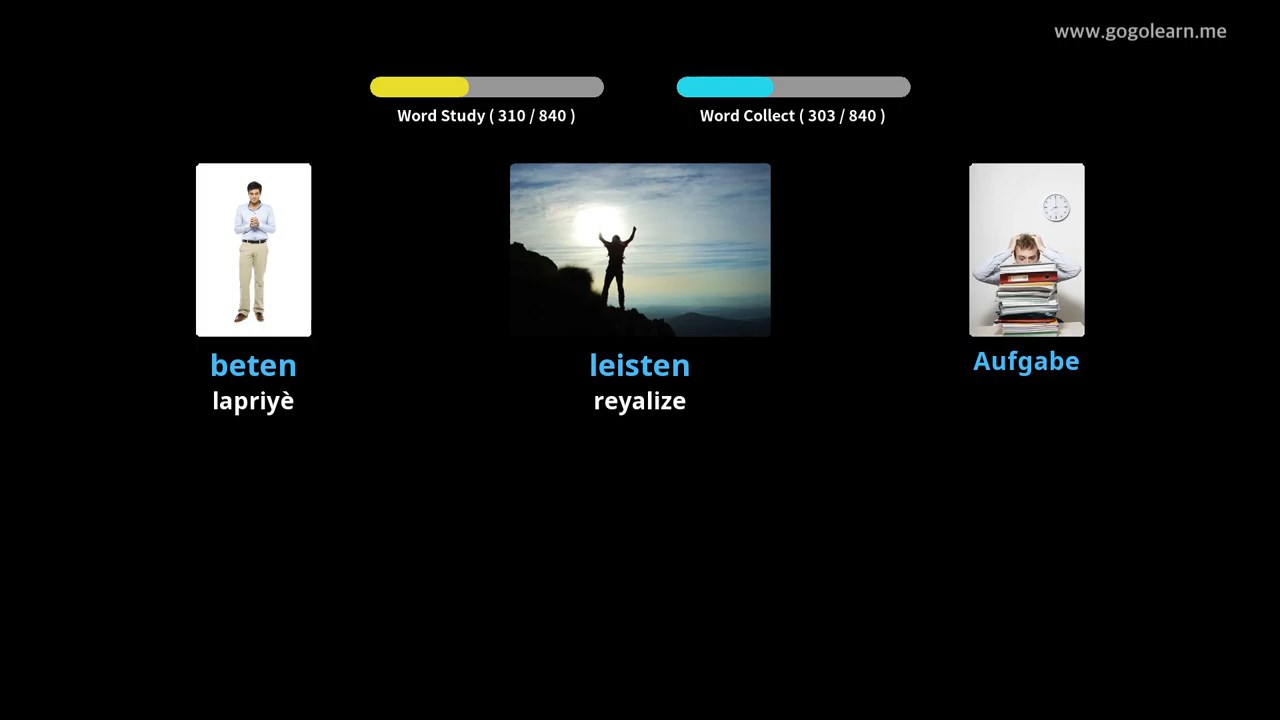 www.gogolearn.me
Word Study ( 310 / 840 )
Word Collect ( 303 / 840 )
beten
leisten
Aufgabe
lapriyè
reyalize